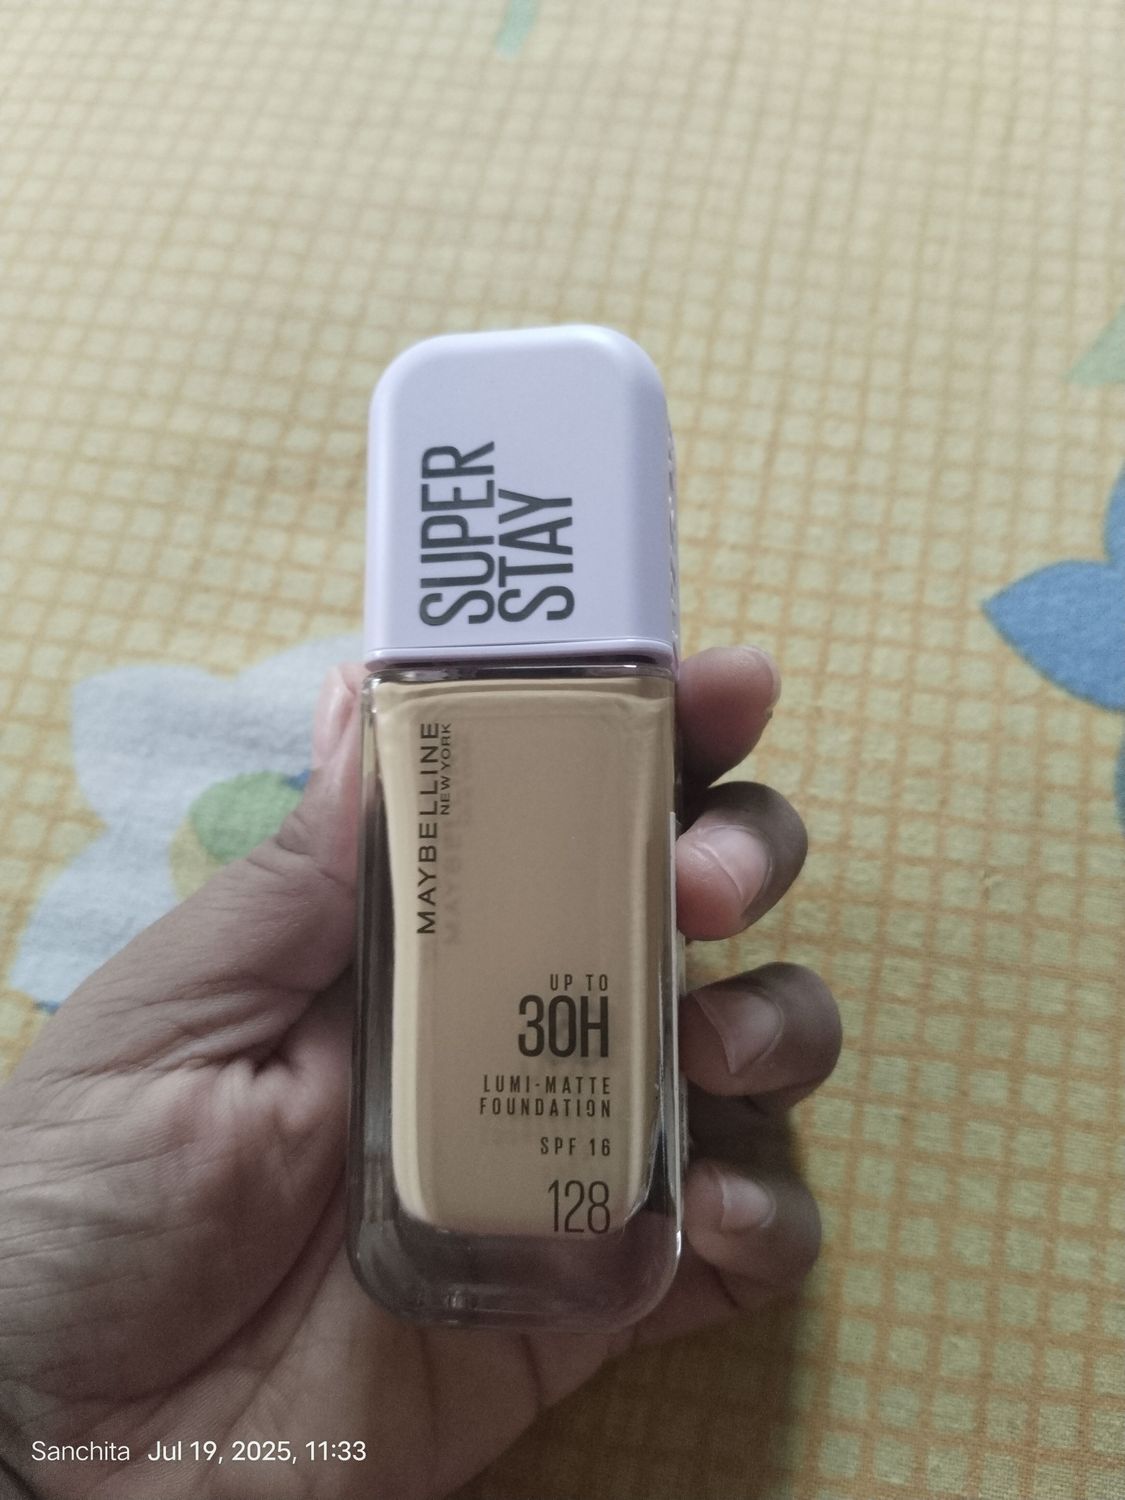 SUPER
STAY
MAYBELLINE
NEW YORK
UP TO
30H
LUMI-MATTE
FOUNDATION
SPF 16
128
Sanchita Jul 19, 2025, 11:33